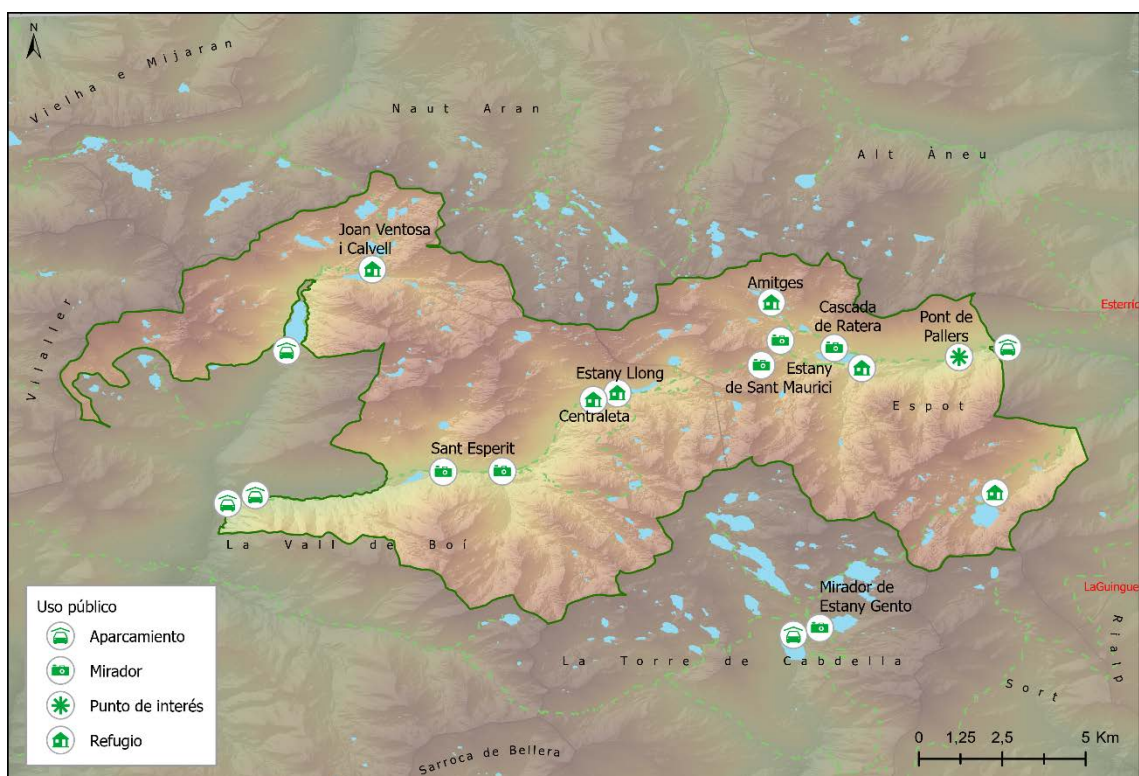 N
Vielha e Mijaran
Naut Aran
Alt Àneu
Joan Ventosa
i Calvell
Vilaller
Amitges
Cascada
de Ratera
Pont de
Pallers
Esterri
Estany Llong
Centraleta
Estany
de Sant Maurici
Espot
Sant Esperit
La Vall de Boí
Mirador de
Estany Gento
LaGuingue
Rialp
La Torre de Cabdella
Sort
Sarroca de Bellera
Uso público
Aparcamiento
Mirador
Punto de interés
Refugio
0 1,25 2,5 5 Km